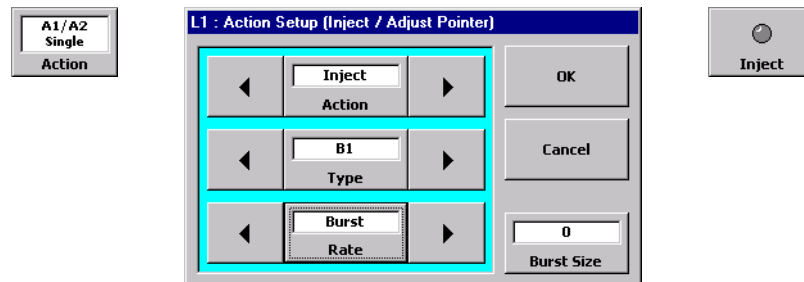 A1/A2
Single
Action
L1 : Action Setup (Inject / Adjust Pointer)
Inject
Action
OK
B1
Type
Cancel
Burst
Rate
0
Burst Size
Inject